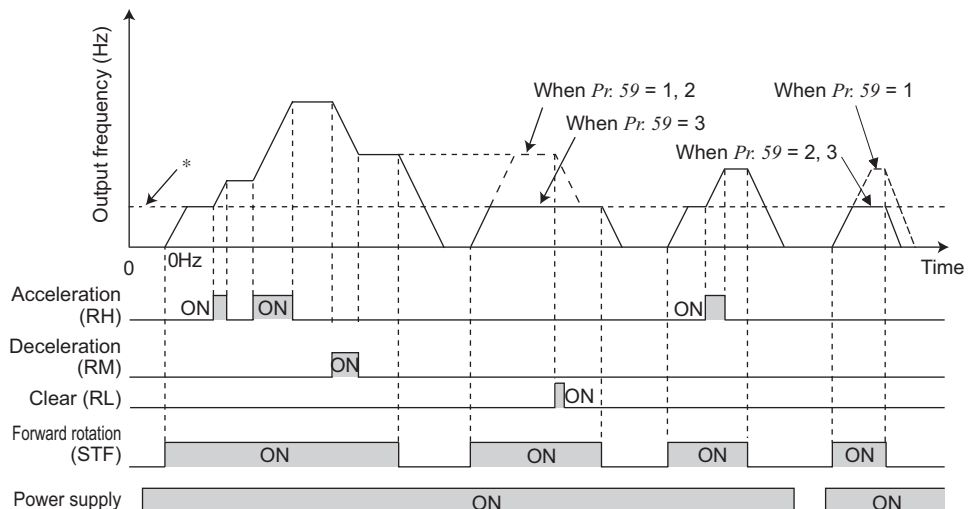 Output frequency (Hz)
When Pr. 59 = 1, 2
When Pr. 59 = 3
When Pr. 59 = 1
When Pr. 59 = 2, 3
*
0
0Hz
Time
Acceleration
(RH)
ON
ON
ON
Deceleration
(RM)
ON
Clear (RL)
ON
Forward rotation
(STF)
ON
ON
ON
ON
Power supply
ON
ON